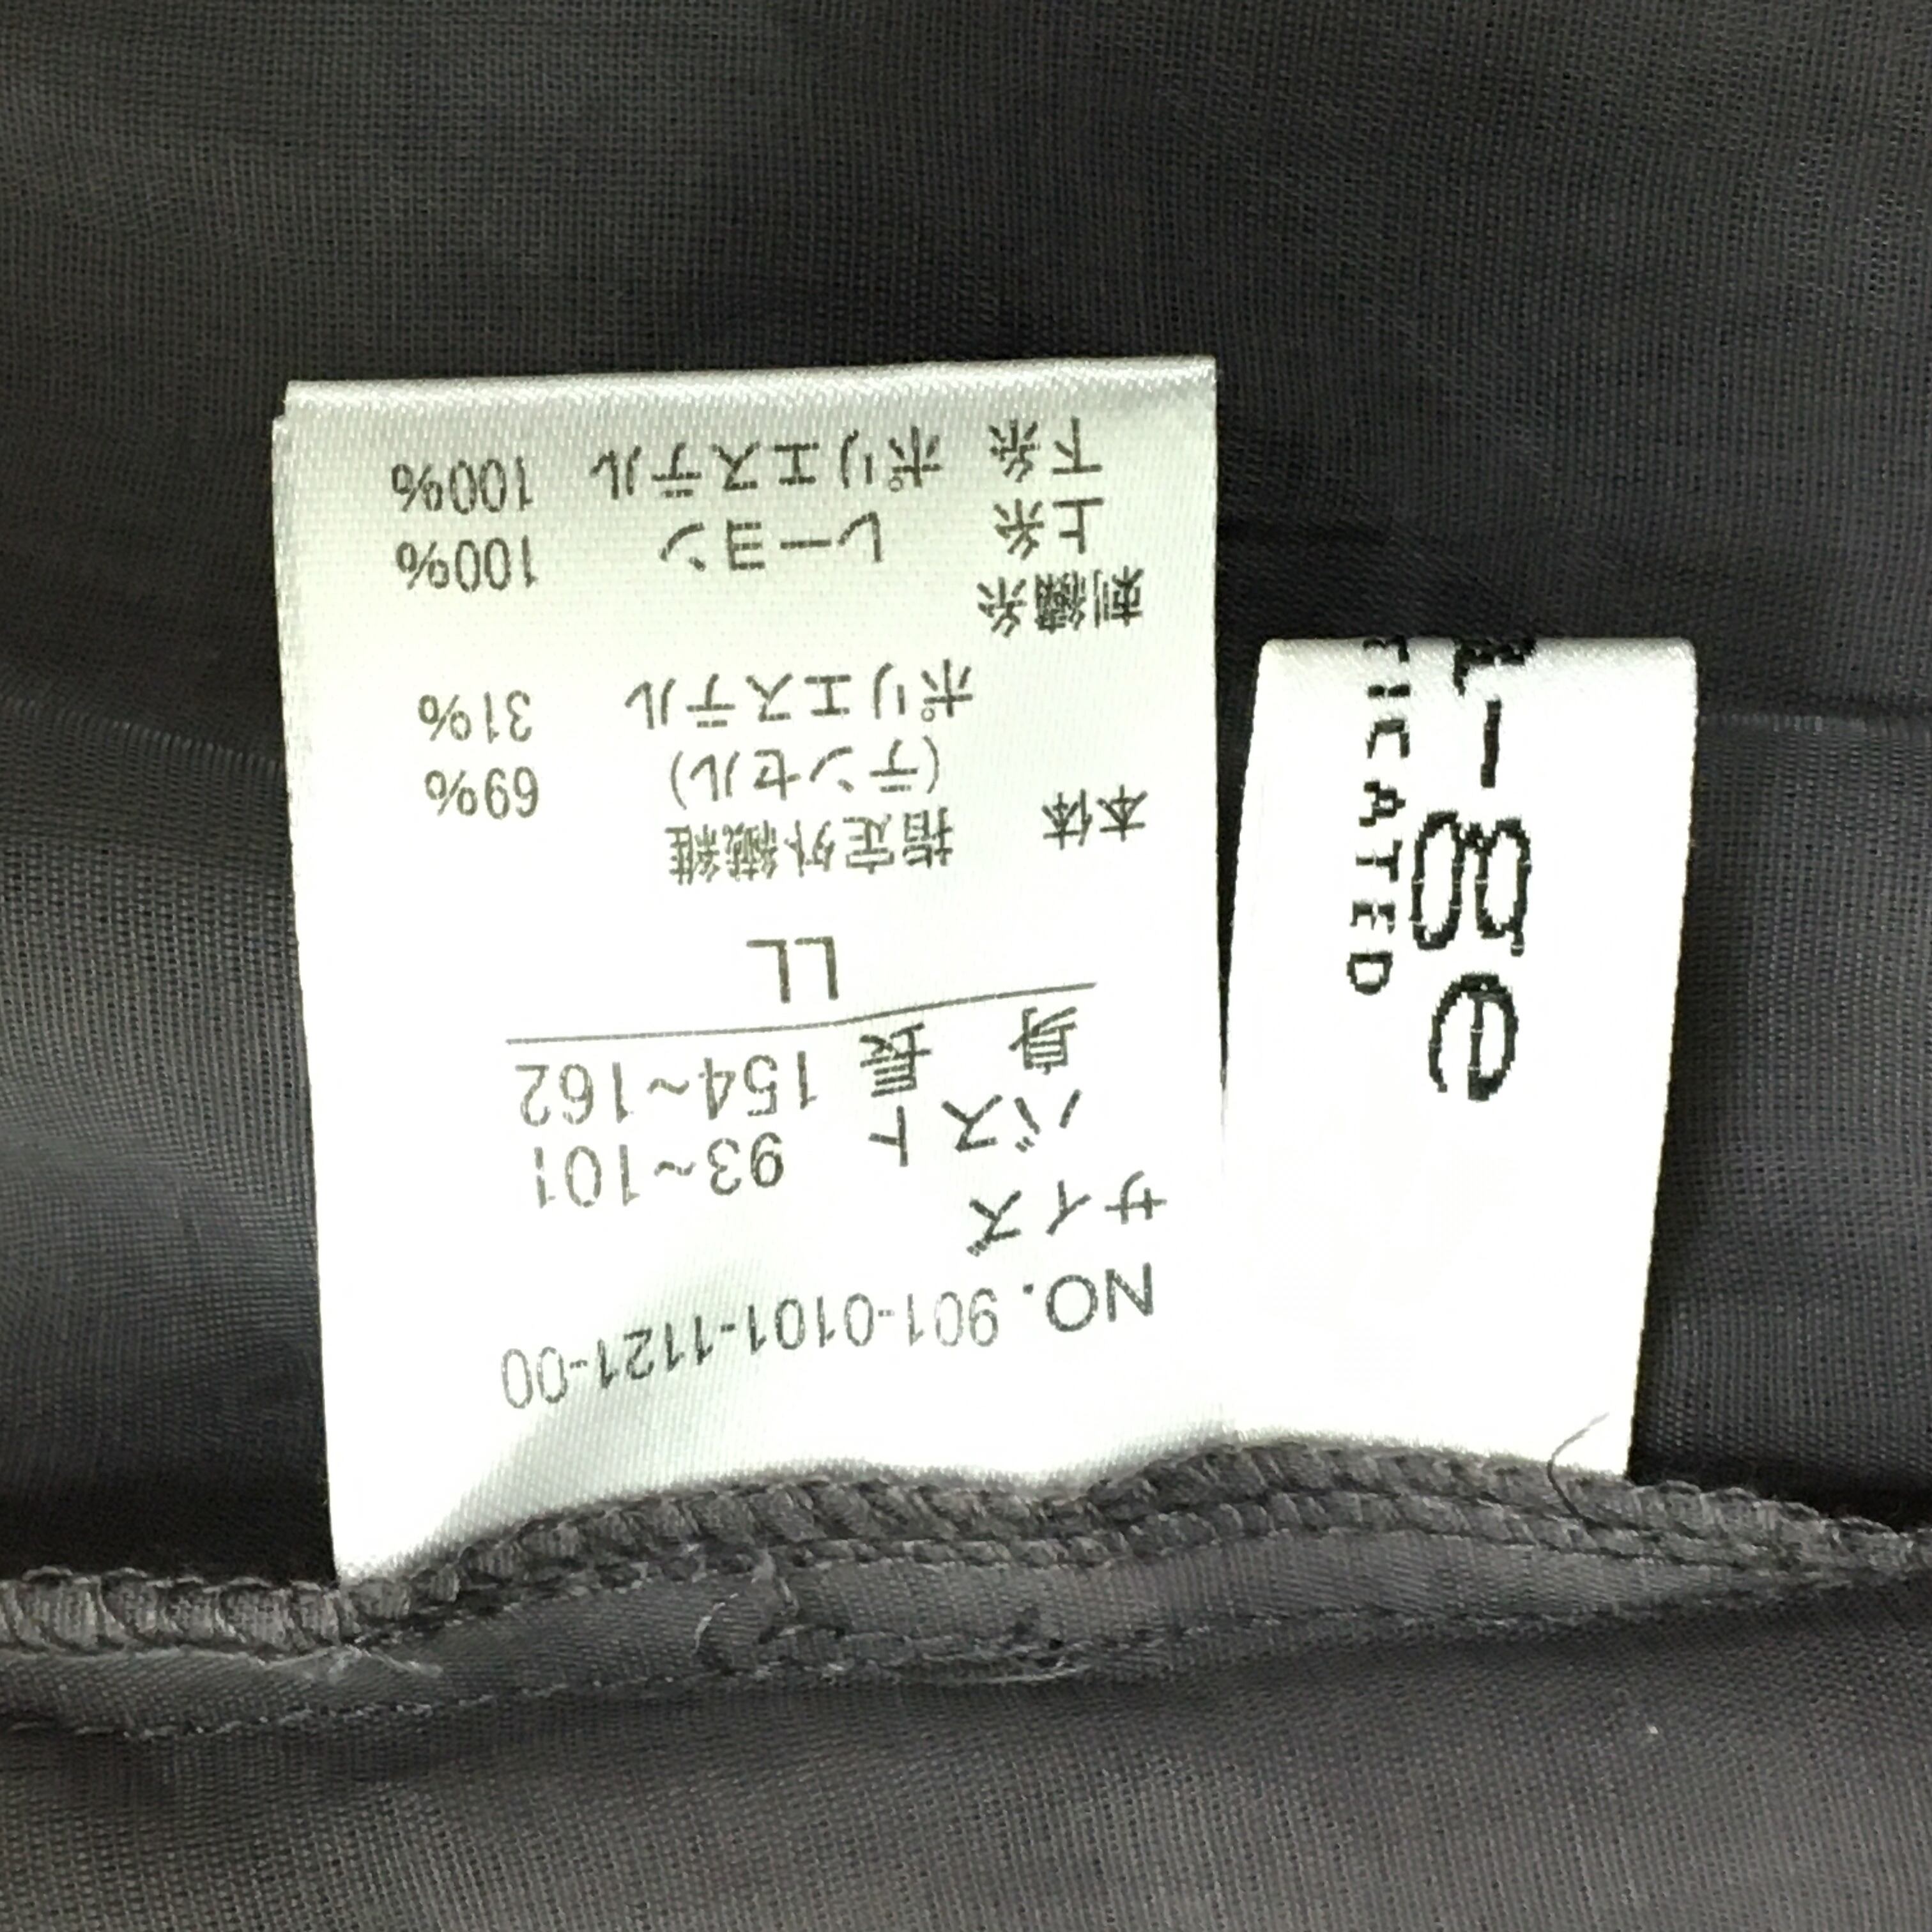 NO. 901-0101-1121-00
サイズ
バスト 93~101
身長 154~162
LL
本体 指定外繊維 69%
(テンセル)
ポリエステル 31%
刺繍糸
上糸 レーヨン 100%
下糸 ポリエステル 100%
ge
ICATED